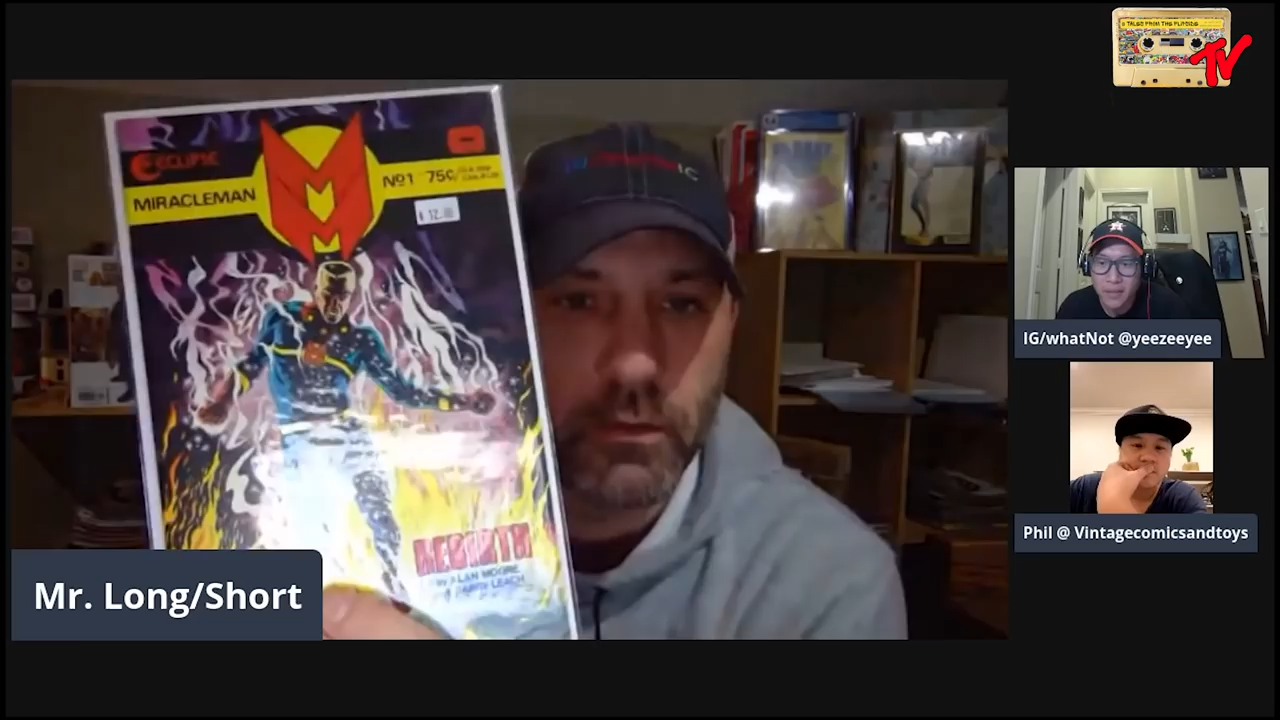 TALES FROM THE FLIPSIDE
TV
ECLIPSE
MIRACLEMAN
Nº1 75¢
$12.00
REBIRTH
BY ALAN MOORE
& GARRY LEACH
Mr. Long/Short
IG/whatNot @yeezeeyee
Phil @ Vintagecomicsandtoys